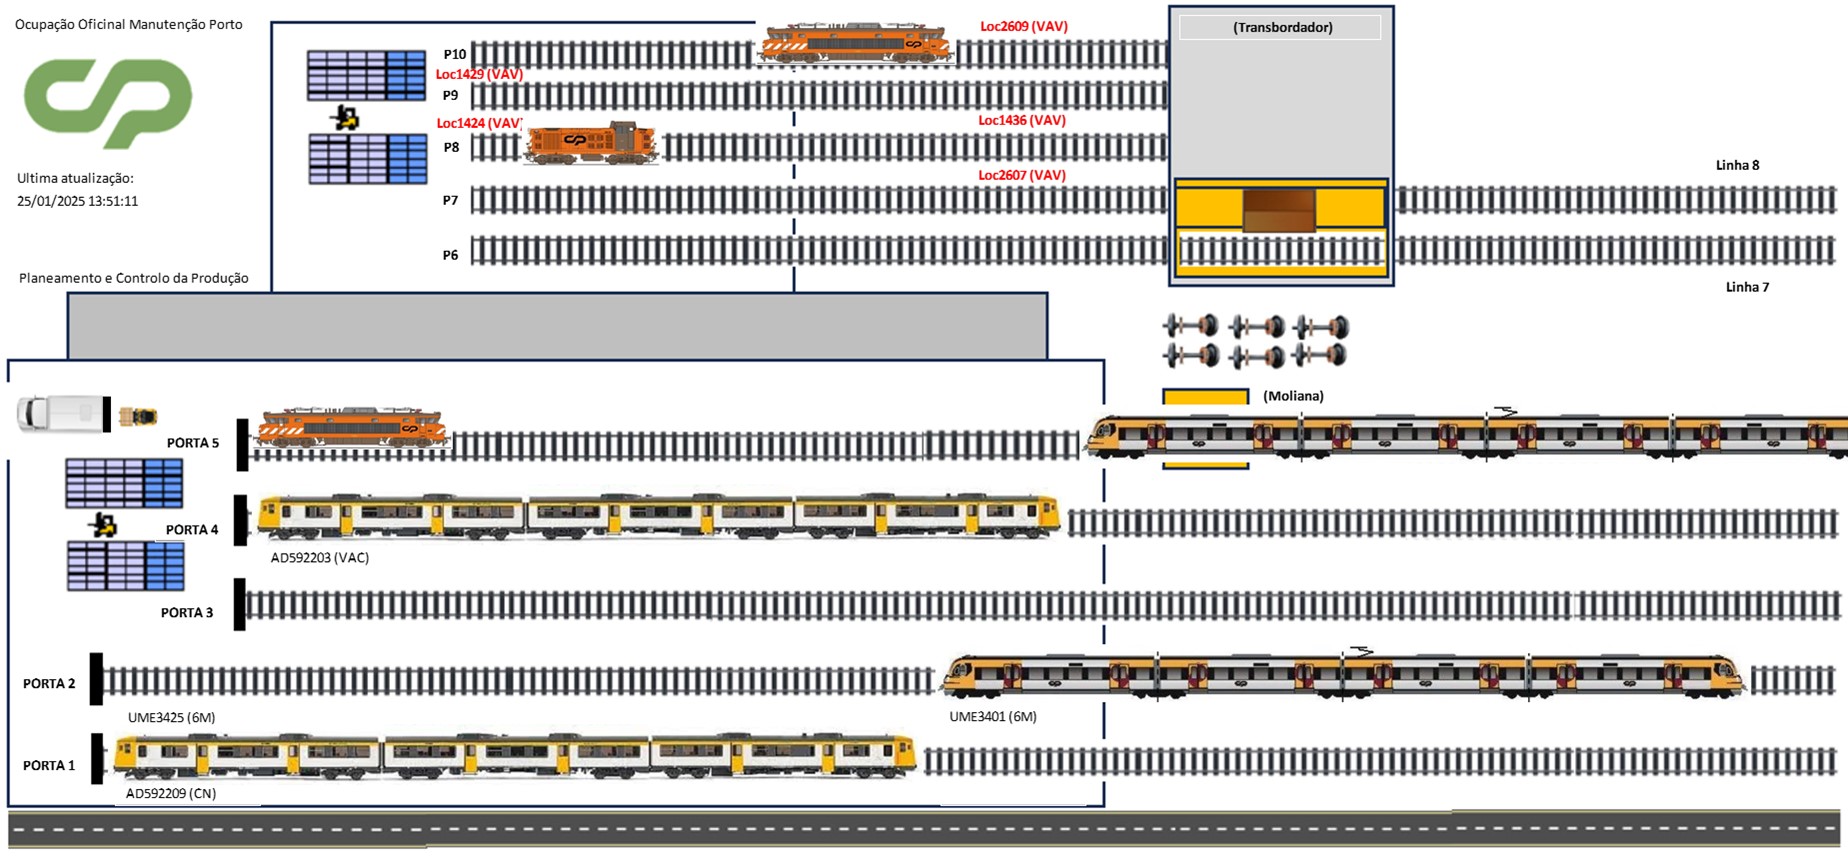 Ocupação Oficinal Manutenção Porto
Ultima atualização:
25/01/2025 13:51:11
Planeamento e Controlo da Produção
Loc2609 (VAV)
P10
Loc1429 (VAV)
P9
Loc1424 (VAV)
Loc1436 (VAV)
P8
Loc2607 (VAV)
P7
P6
(Transbordador)
Linha 8
Linha 7
(Moliana)
PORTA 5
PORTA 4
AD592203 (VAC)
PORTA 3
PORTA 2
UME3425 (6M)
UME3401 (6M)
PORTA 1
AD592209 (CN)